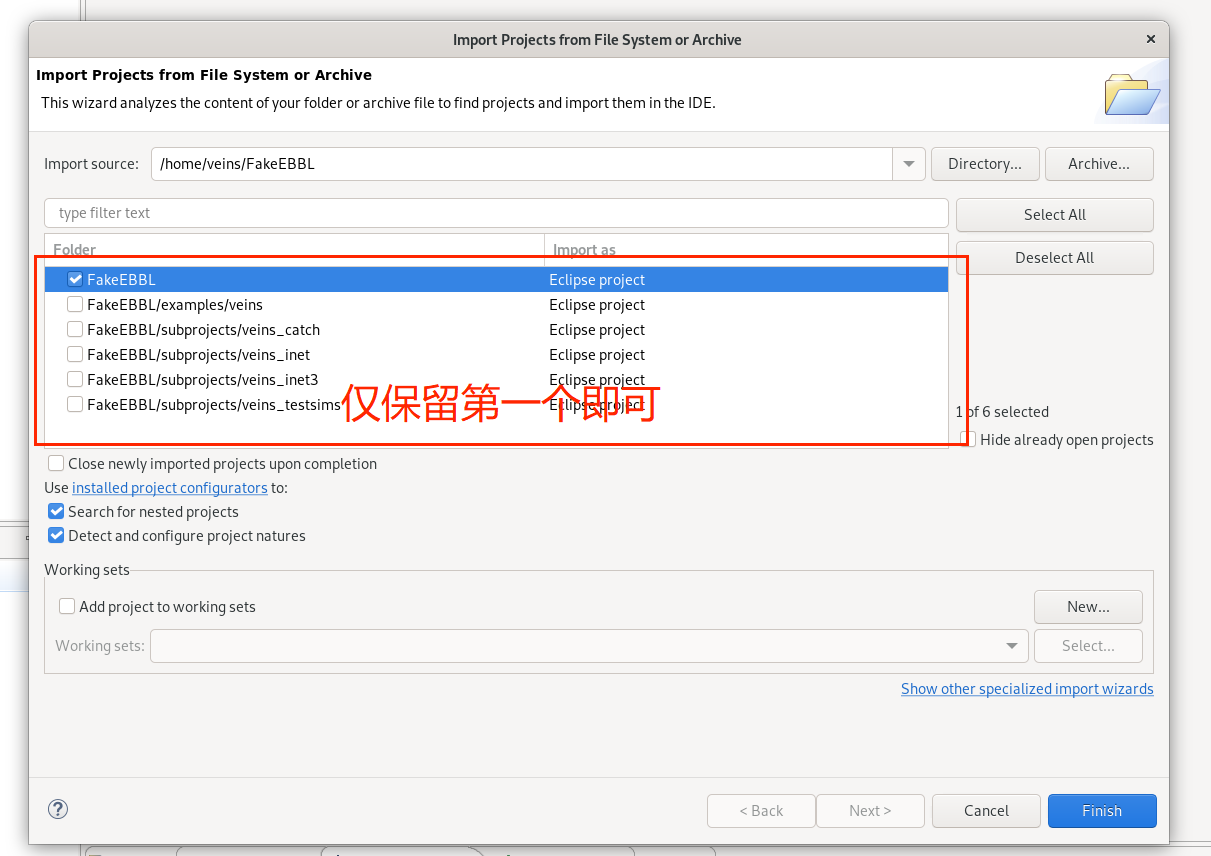 Import Projects from File System or Archive
Import Projects from File System or Archive
This wizard analyzes the content of your folder or archive file to find projects and import them in the IDE.
Import source: /home/veins/FakeEBBL Directory... Archive...
type filter text Select All
Folder Import as Deselect All
FakeEBBL Eclipse project
FakeEBBL/examples/veins Eclipse project
FakeEBBL/subprojects/veins_catch Eclipse project
FakeEBBL/subprojects/veins_inet Eclipse project
FakeEBBL/subprojects/veins_inet3 Eclipse project
FakeEBBL/subprojects/veins_testsims Eclipse project
仅保留第一个即可
1 of 6 selected
Hide already open projects
Close newly imported projects upon completion
Use installed project configurators to:
Search for nested projects
Detect and configure project natures
Working sets
Add project to working sets New...
Working sets: Select...
Show other specialized import wizards
< Back Next > Cancel Finish